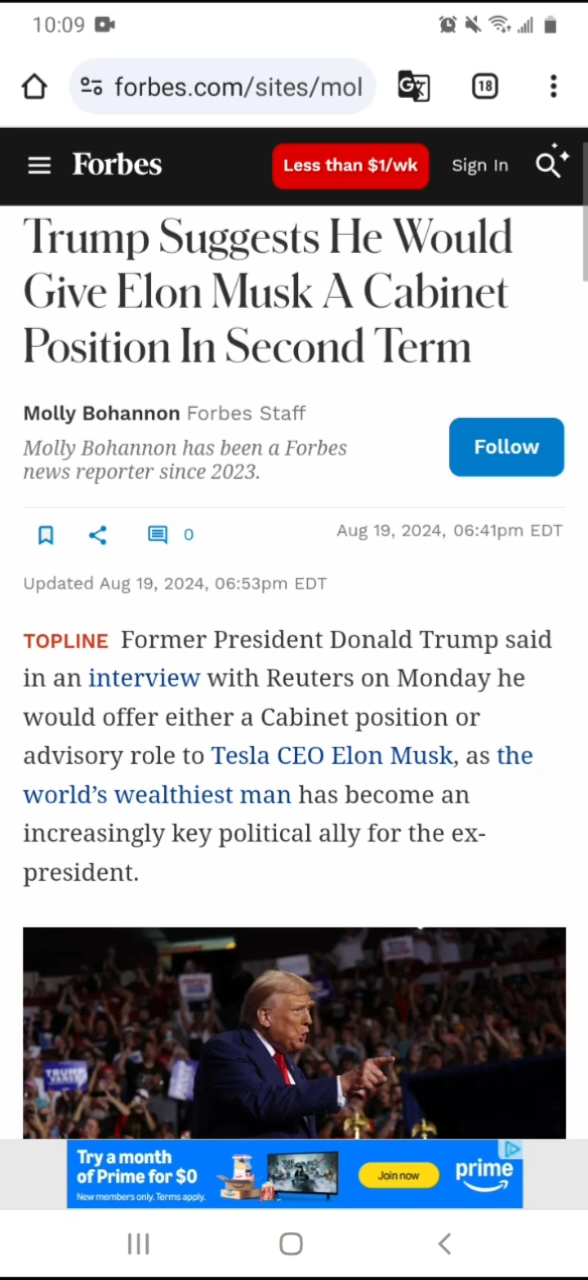 10:09
forbes.com/sites/mol
18
Forbes
Less than $1/wk
Sign In
Trump Suggests He Would
Give Elon Musk A Cabinet
Position In Second Term
Molly Bohannon Forbes Staff
Molly Bohannon has been a Forbes
news reporter since 2023.
Follow
0
Aug 19, 2024, 06:41pm EDT
Updated Aug 19, 2024, 06:53pm EDT
TOPLINE Former President Donald Trump said
in an interview with Reuters on Monday he
would offer either a Cabinet position or
advisory role to Tesla CEO Elon Musk, as the
world’s wealthiest man has become an
increasingly key political ally for the ex-
president.
TRUMP
Try a month
of Prime for $0
New members only. Terms apply.
Join now
prime